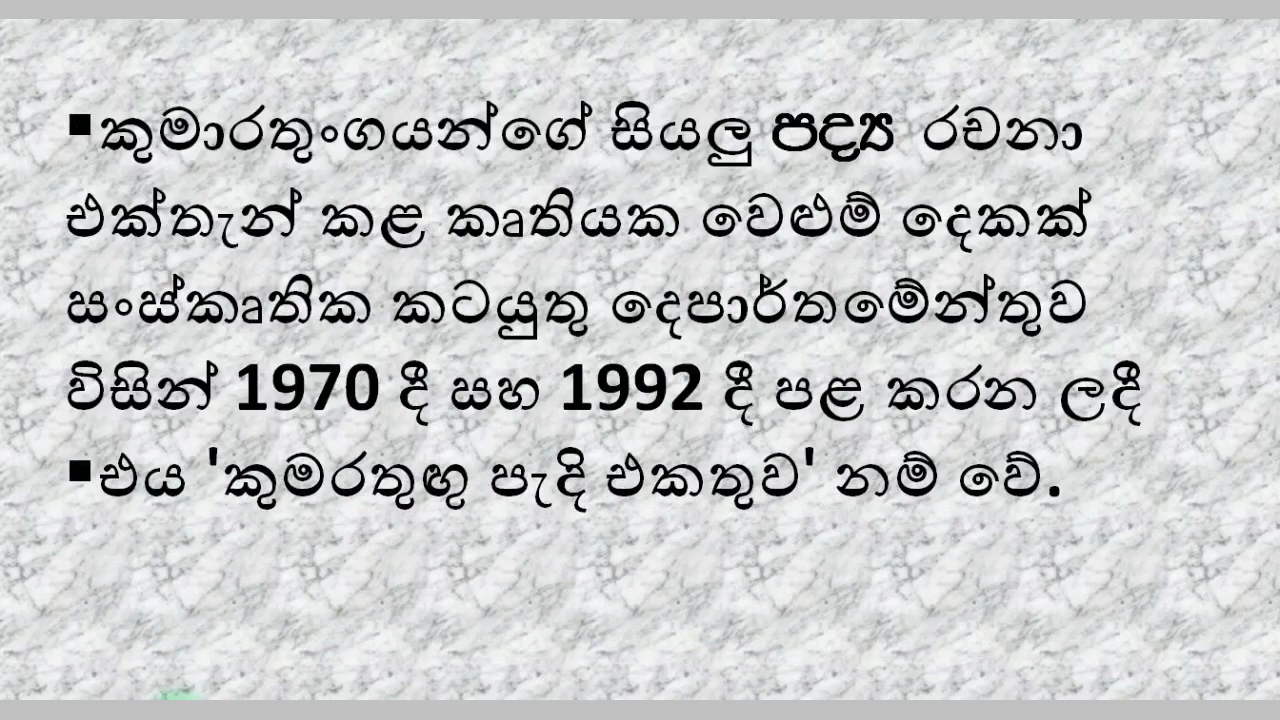 ▪කුමාරතුංගයන්ගේ සියලු පද්‍ය රචනා
එක්තැන් කළ කෘතියක වෙළුම් දෙකක්
සංස්කෘතික කටයුතු දෙපාර්තමේන්තුව
විසින් 1970 දී සහ 1992 දී පළ කරන ලදී
▪එය 'කුමරතුඟු පැදි එකතුව' නම් වේ.